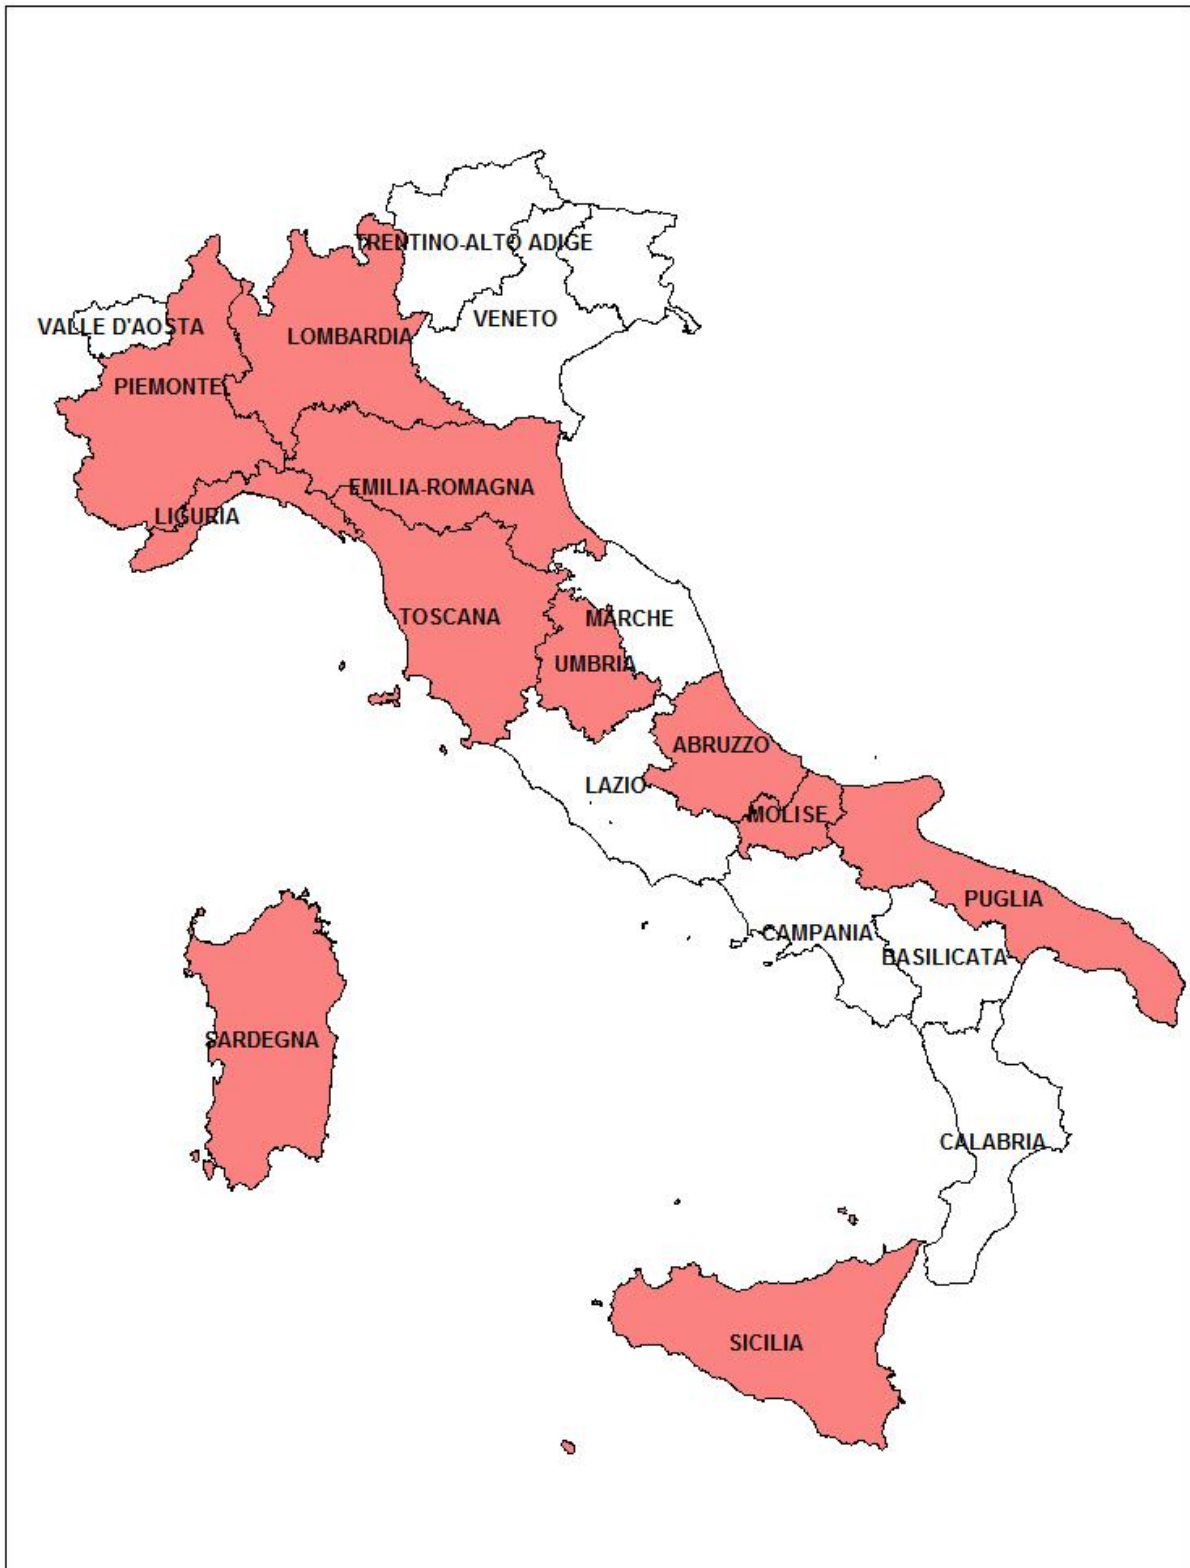 TRENTINO-ALTO ADIGE
VENETO
VALLE D'AOSTA
LOMBARDIA
PIEMONTE
EMILIA-ROMAGNA
LIGURIA
TOSCANA
MARCHE
UMBRIA
ABRUZZO
LAZIO
MOLISE
PUGLIA
CAMPANIA
BASILICATA
SARDEGNA
CALABRIA
SICILIA